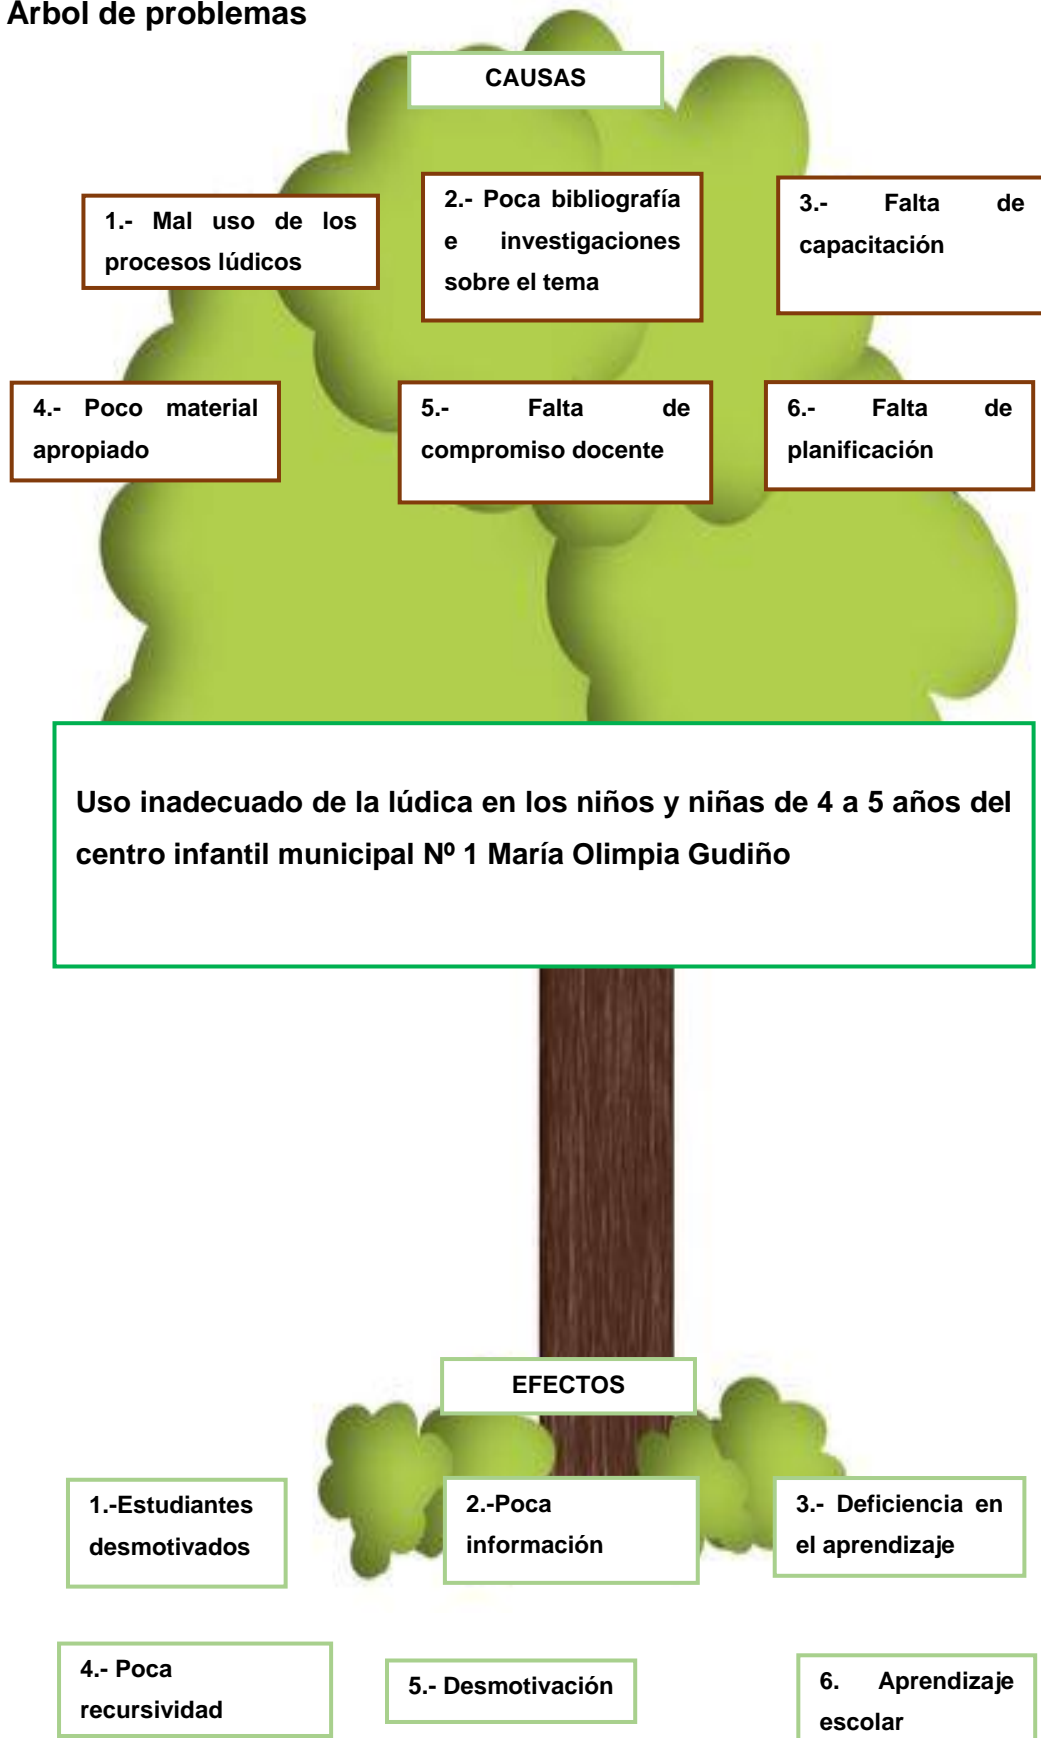 Árbol de problemas
CAUSAS
1.- Mal uso de los
procesos lúdicos
2.- Poca bibliografía
e investigaciones
sobre el tema
3.- Falta de
capacitación
4.- Poco material
apropiado
5.- Falta de
compromiso docente
6.- Falta de
planificación
Uso inadecuado de la lúdica en los niños y niñas de 4 a 5 años del
centro infantil municipal Nº 1 María Olimpia Gudiño
EFECTOS
1.-Estudiantes
desmotivados
2.-Poca
información
3.- Deficiencia en
el aprendizaje
4.- Poca
recursividad
5.- Desmotivación
6. Aprendizaje
escolar